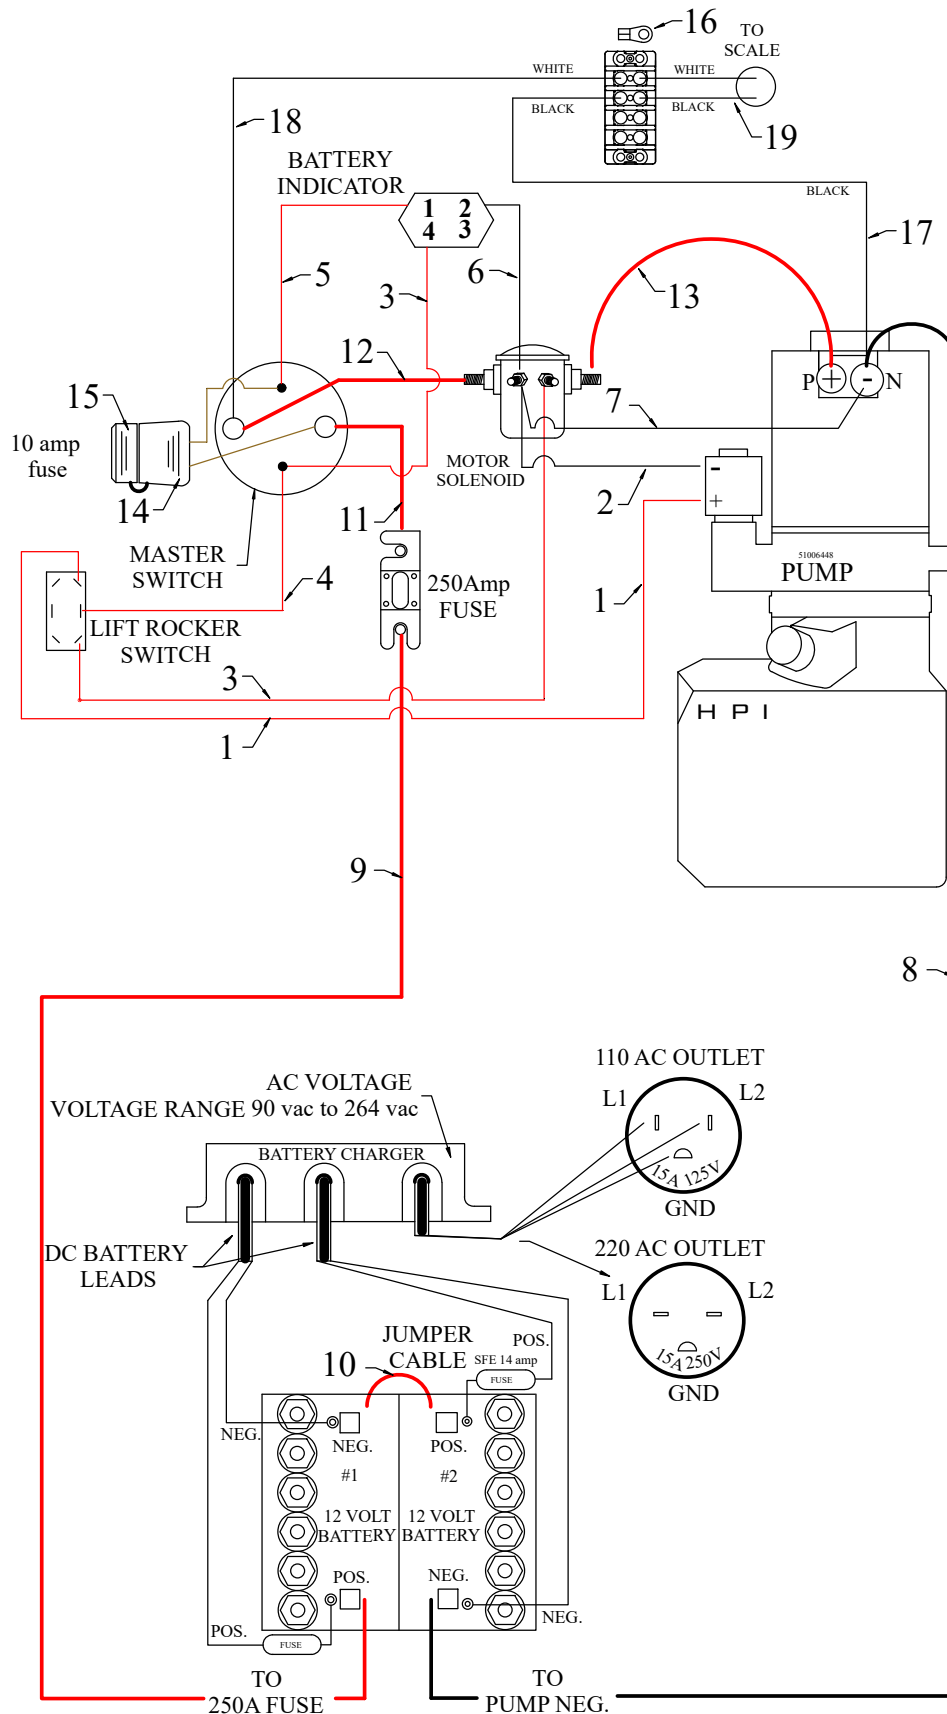 16
TO
SCALE
WHITE
WHITE
BLACK
BLACK
18
19
BATTERY
INDICATOR
BLACK
1 2
4 3
17
5
3
6
13
12
P
+
-
N
15
7
10 amp
fuse
MOTOR
SOLENOID
-
+
2
14
11
MASTER
SWITCH
4
250Amp
FUSE
1
51006448
PUMP
LIFT ROCKER
SWITCH
3
1
H P I
9
8
110 AC OUTLET
AC VOLTAGE
VOLTAGE RANGE 90 vac to 264 vac
L1
L2
BATTERY CHARGER
15A 125V
GND
DC BATTERY
LEADS
220 AC OUTLET
L1
L2
15A 250V
GND
JUMPER
CABLE
10
POS.
SFE 14 amp
FUSE
NEG.
NEG.
POS.
#1
#2
12 VOLT
BATTERY
12 VOLT
BATTERY
POS.
NEG.
NEG.
POS.
FUSE
TO
250A FUSE
TO
PUMP NEG.